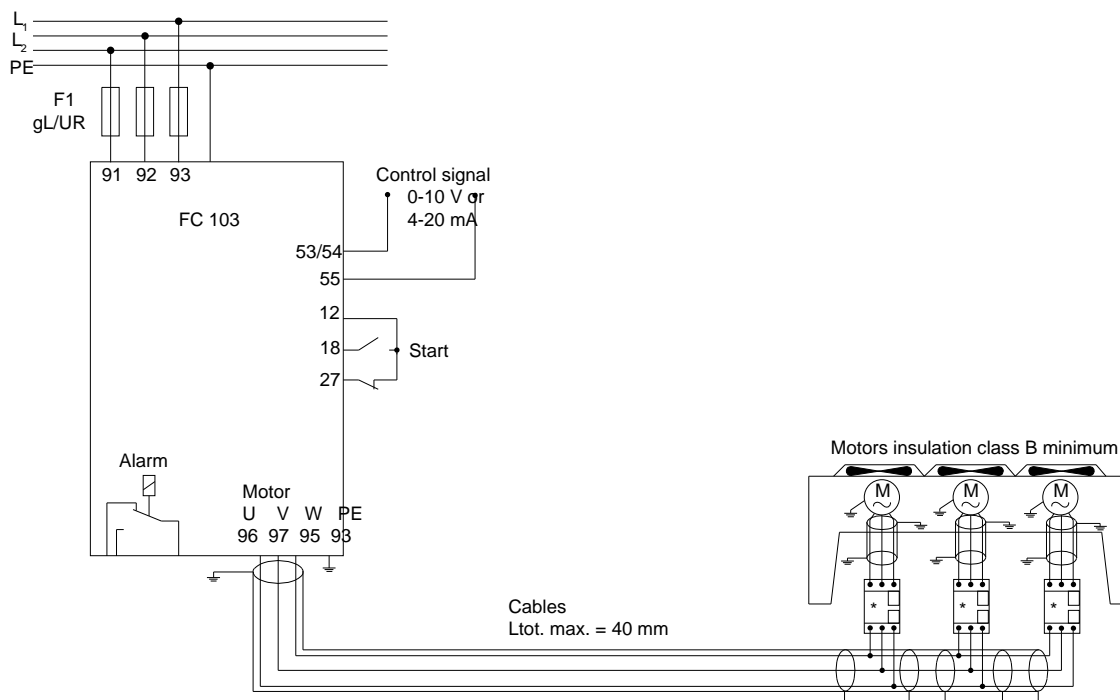 L1
L2
PE
F1
gL/UR
91 92 93
FC 103
Control signal
0-10 V or
4-20 mA
53/54
55
12
18
27
Start
Alarm
Motor
U V W PE
96 97 95 93
Cables
Ltot. max. = 40 mm
Motors insulation class B minimum
M M M
* * *